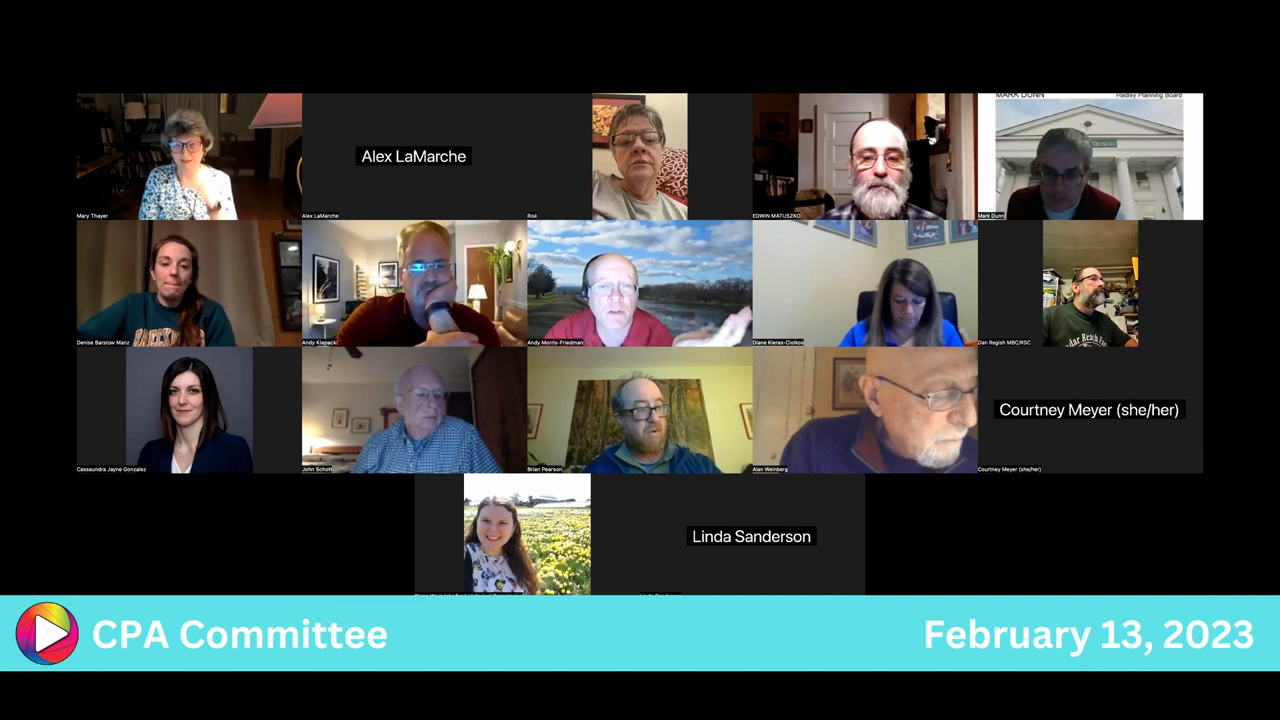 MARK DUNN
Hadley Planning Board
Alex LaMarche
Mary Thayer
Alex LaMarche
Risë
EDWIN MATUSZKO
Mark Dunn
Denise Barstow Manz
Andy Klepacki
Andy Morris-Friedman
Diane Kieras-Ciolkos
Dan Regish MBC/RSC
Courtney Meyer (she/her)
Cassaundra Jayne Gonzalez
John Schott
Brian Pearson
Alan Weinberg
Courtney Meyer (she/her)
Linda Sanderson
CPA Committee
February 13, 2023